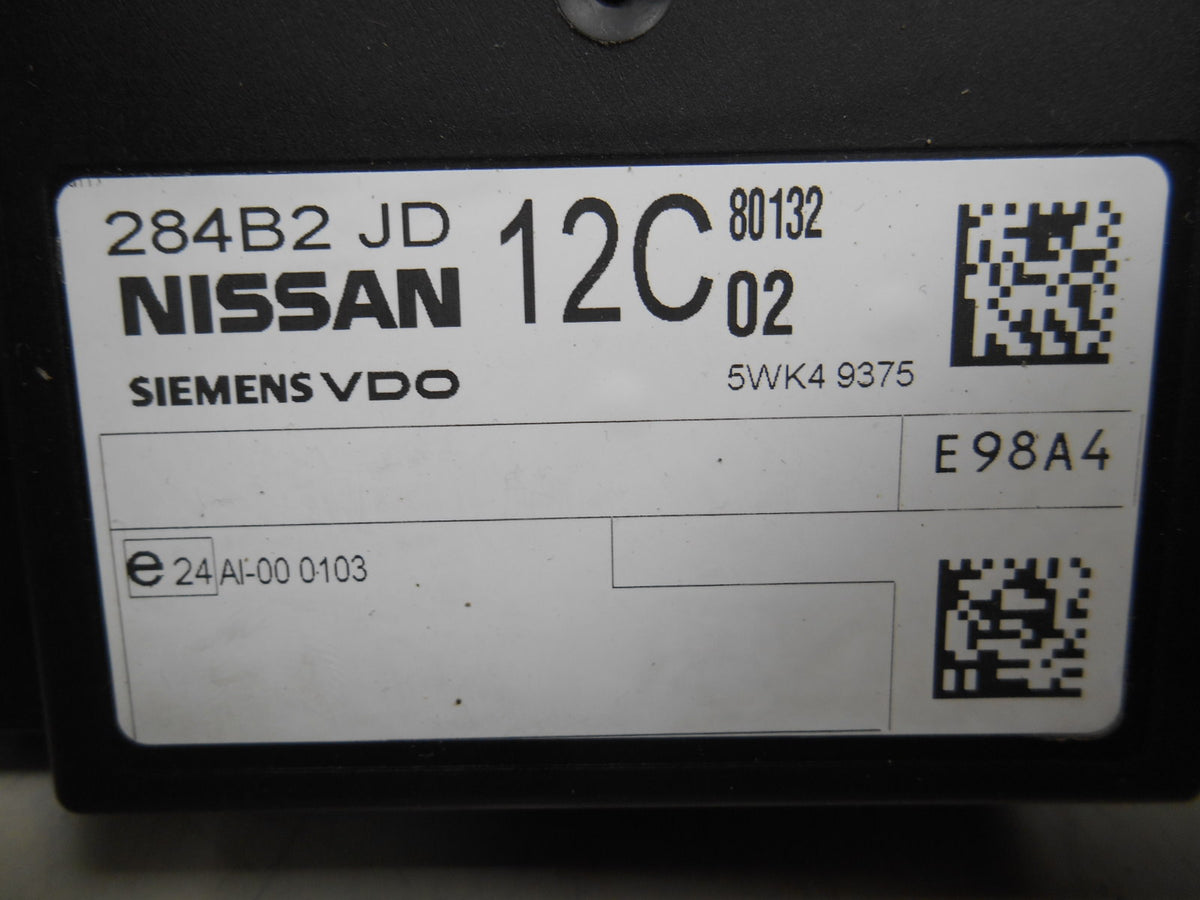 284B2 JD 12C 80132
NISSAN 02
SIEMENS VDO 5WK4 9375
E98A4
e 24 AI-00 0103